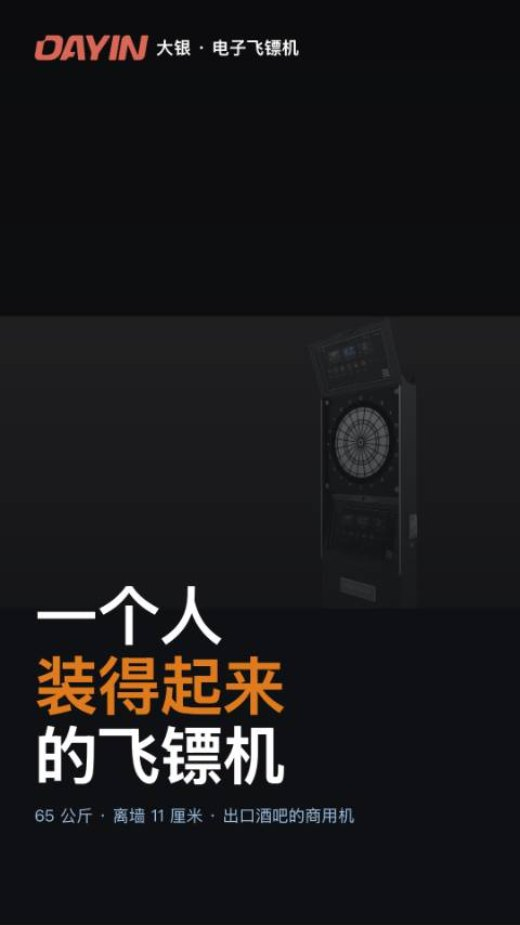 DAYIN 大银 · 电子飞镖机
一个人
装得起来
的飞镖机
65 公斤 · 离墙 11 厘米 · 出口酒吧的商用机